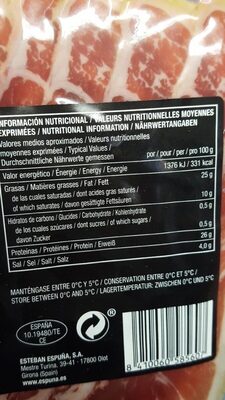 INFORMACIÓN NUTRICIONAL / VALEURS NUTRITIONNELLES MOYENNES
EXPRIMÉES / NUTRITIONAL INFORMATION / NÄHRWERTANGABEN
Valores medios aproximados / Valeurs nutritionnelles
moyennes exprimées / Typical Values /
Durchschnittliche Nährwerte gemessen
por / pour / per / pro 100 g
Valor energético / Énergie / Energy / Energie 1376 kJ / 331 kcal
Grasas / Matières grasses / Fat / Fett 25 g
de las cuales saturadas / dont acides gras saturés /
of which saturates / davon gesättigte Fettsäuren 10 g
Hidratos de carbono / Glucides / Carbohydrate / Kohlenhydrate 0,5 g
de las cuales azúcares / dont sucres / of which sugars /
davon Zucker 0,5 g
Proteínas / Protéines / Protein / Eiweiß 26 g
Sal / Sel / Salt / Salz 4,0 g
MANTÉNGASE ENTRE 0°C Y 5°C / CONSERVATION ENTRE 0°C ET 5°C /
STORE BETWEEN 0°C AND 5°C / LAGERTEMPERATUR: ZWISCHEN 0°C UND 5°C
ESPAÑA
10.19480/TE
CE
ESTEBAN ESPUÑA, S.A.
Mestre Turina, 39-41 · 17800 Olot
Girona (Spain)
www.espuna.es
8 410060 58560